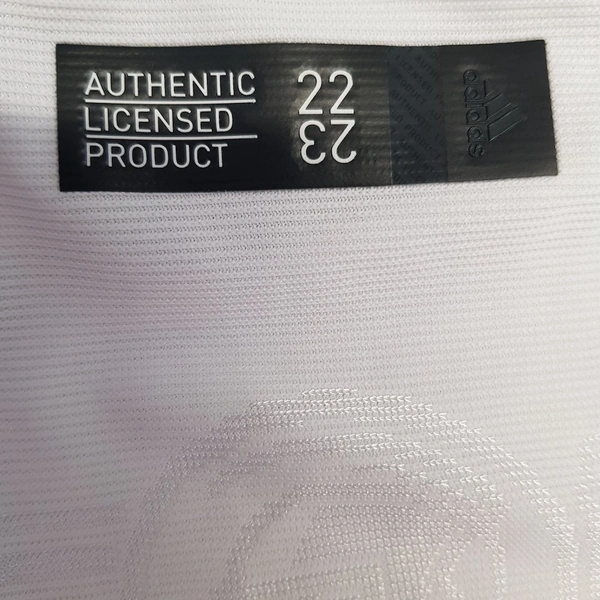 AUTHENTIC
LICENSED
PRODUCT
22
23
adidas